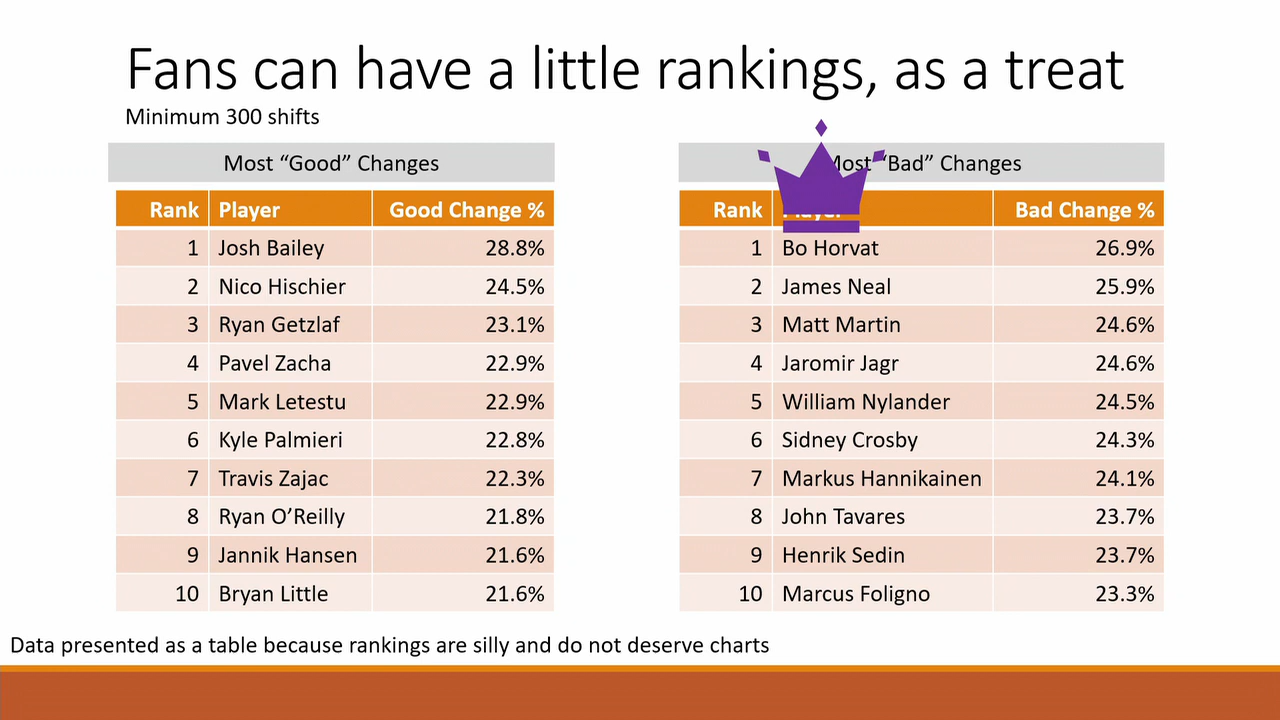 Fans can have a little rankings, as a treat
Minimum 300 shifts
Most “Good” Changes
Rank Player Good Change %
1 Josh Bailey 28.8%
2 Nico Hischier 24.5%
3 Ryan Getzlaf 23.1%
4 Pavel Zacha 22.9%
5 Mark Letestu 22.9%
6 Kyle Palmieri 22.8%
7 Travis Zajac 22.3%
8 Ryan O’Reilly 21.8%
9 Jannik Hansen 21.6%
10 Bryan Little 21.6%
Most “Bad” Changes
Rank Player Bad Change %
1 Bo Horvat 26.9%
2 James Neal 25.9%
3 Matt Martin 24.6%
4 Jaromir Jagr 24.6%
5 William Nylander 24.5%
6 Sidney Crosby 24.3%
7 Markus Hannikainen 24.1%
8 John Tavares 23.7%
9 Henrik Sedin 23.7%
10 Marcus Foligno 23.3%
Data presented as a table because rankings are silly and do not deserve charts